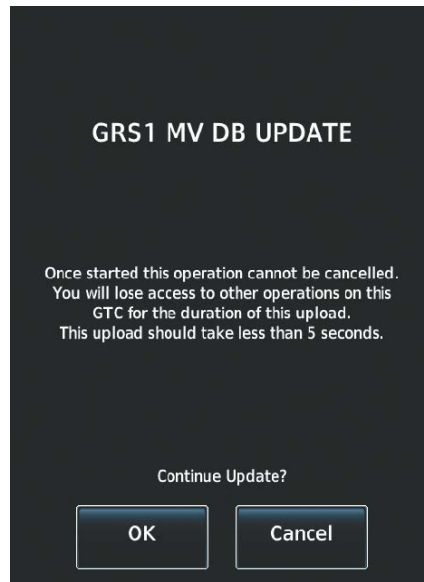 GRS1 MV DB UPDATE
Once started this operation cannot be cancelled.
You will lose access to other operations on this
GTC for the duration of this upload.
This upload should take less than 5 seconds.
Continue Update?
OK
Cancel